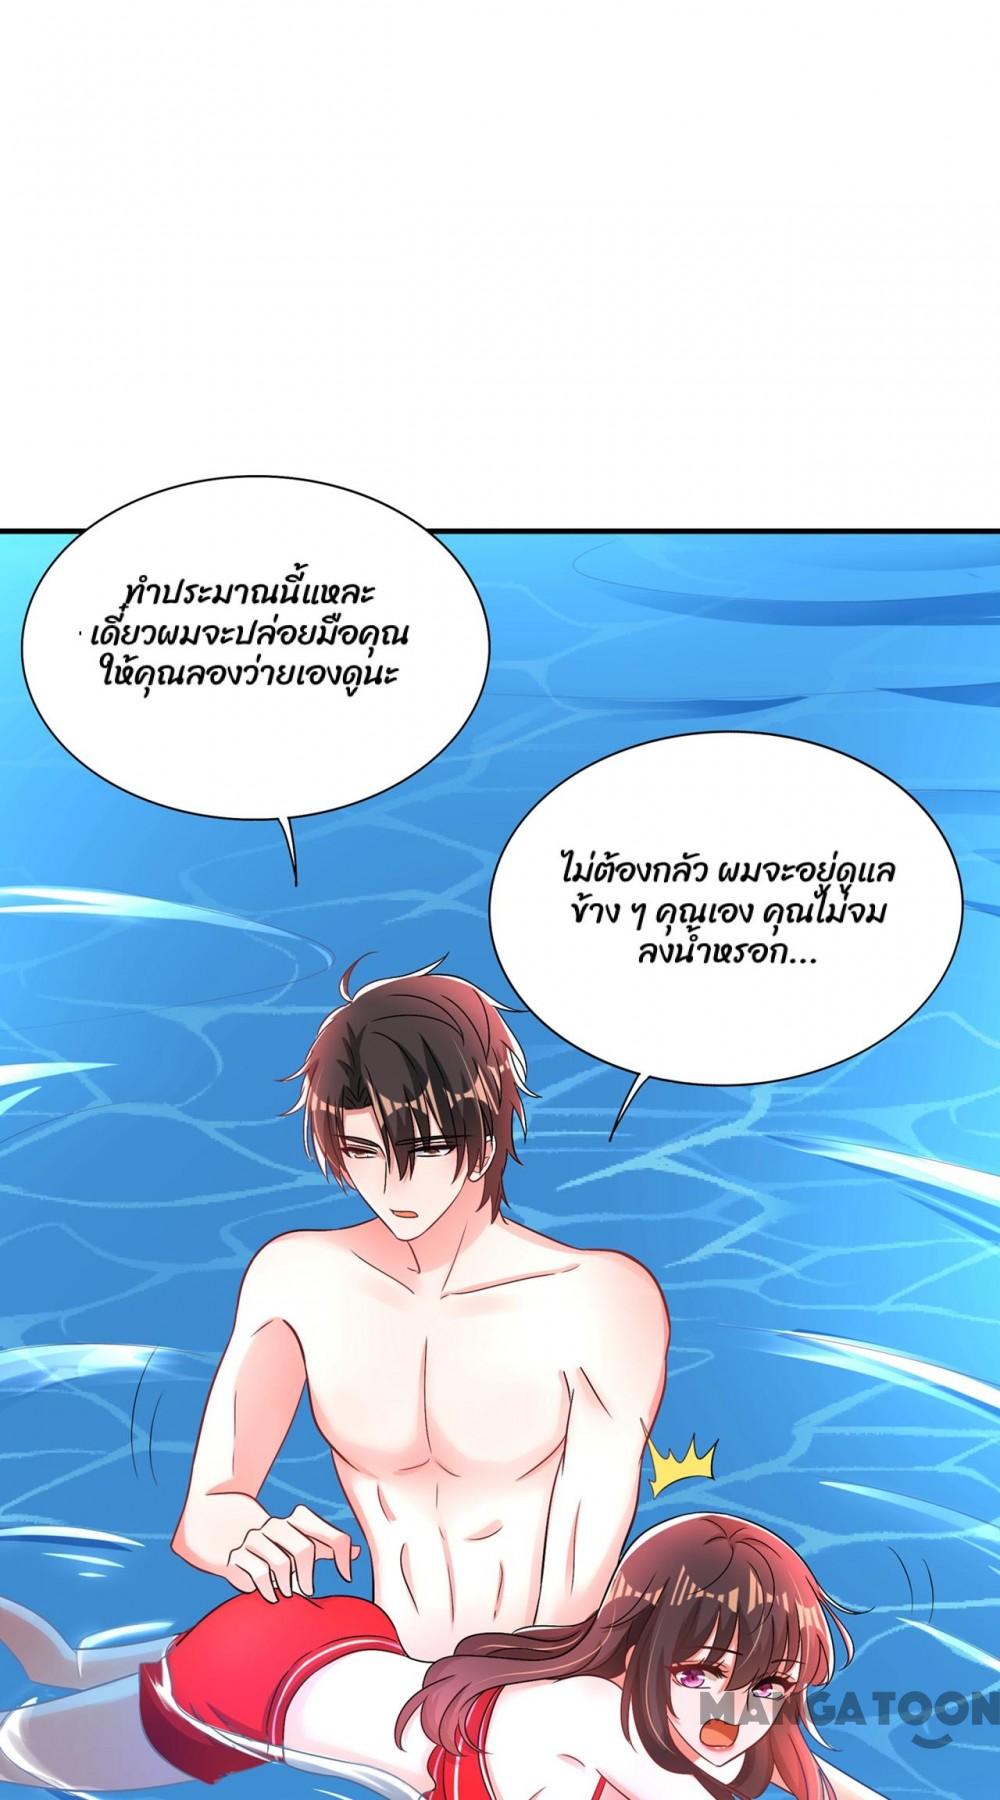 ทำประมาณนี้แหละ
เดี๋ยวผมจะปล่อยมือคุณ
ให้คุณลองว่ายเองดูนะ
ไม่ต้องกลัว ผมจะอยู่ดูแล
ข้าง ๆ คุณเอง คุณไม่จม
ลงน้ำหรอก...
MANGATOON